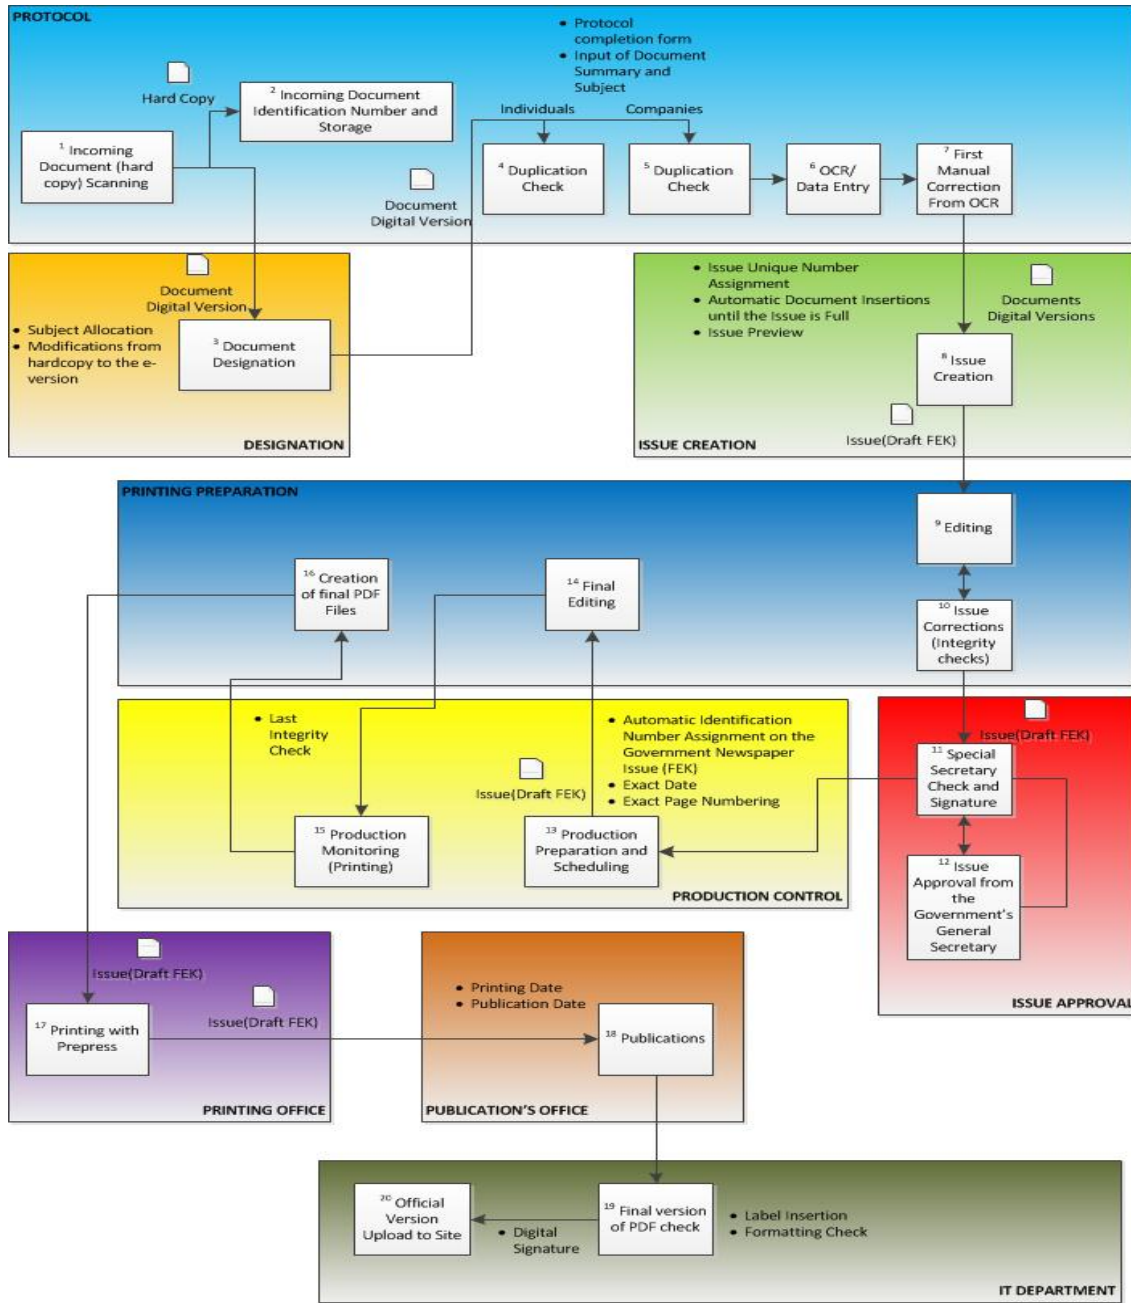 PROTOCOL
Hard Copy
1 Incoming
Document (hard
copy) Scanning
2 Incoming Document
Identification Number and
Storage
• Protocol
completion form
• Input of Document
Summary and
Subject
Individuals
Companies
Document
Digital Version
4 Duplication
Check
5 Duplication
Check
6 OCR/
Data Entry
7 First
Manual
Correction
From OCR
Document
Digital Version
• Subject Allocation
• Modifications from
hardcopy to the e-
version
3 Document
Designation
DESIGNATION
• Issue Unique Number
Assignment
• Automatic Document Insertions
until the Issue is Full
• Issue Preview
Documents
Digital Versions
8 Issue
Creation
Issue(Draft FEK)
ISSUE CREATION
PRINTING PREPARATION
9 Editing
16 Creation
of final PDF
Files
14 Final
Editing
10 Issue
Corrections
(Integrity
checks)
• Last
Integrity
Check
• Automatic Identification
Number Assignment on the
Government Newspaper
Issue (FEK)
• Exact Date
• Exact Page Numbering
Issue(Draft FEK)
15 Production
Monitoring
(Printing)
13 Production
Preparation and
Scheduling
PRODUCTION CONTROL
Issue(Draft FEK)
11 Special
Secretary
Check and
Signature
12 Issue
Approval from
the
Government's
General
Secretary
ISSUE APPROVAL
Issue(Draft FEK)
Issue(Draft FEK)
17 Printing with
Prepress
PRINTING OFFICE
• Printing Date
• Publication Date
18 Publications
PUBLICATION'S OFFICE
20 Official
Version
Upload to Site
• Digital
Signature
19 Final version
of PDF check
• Label Insertion
• Formatting Check
IT DEPARTMENT